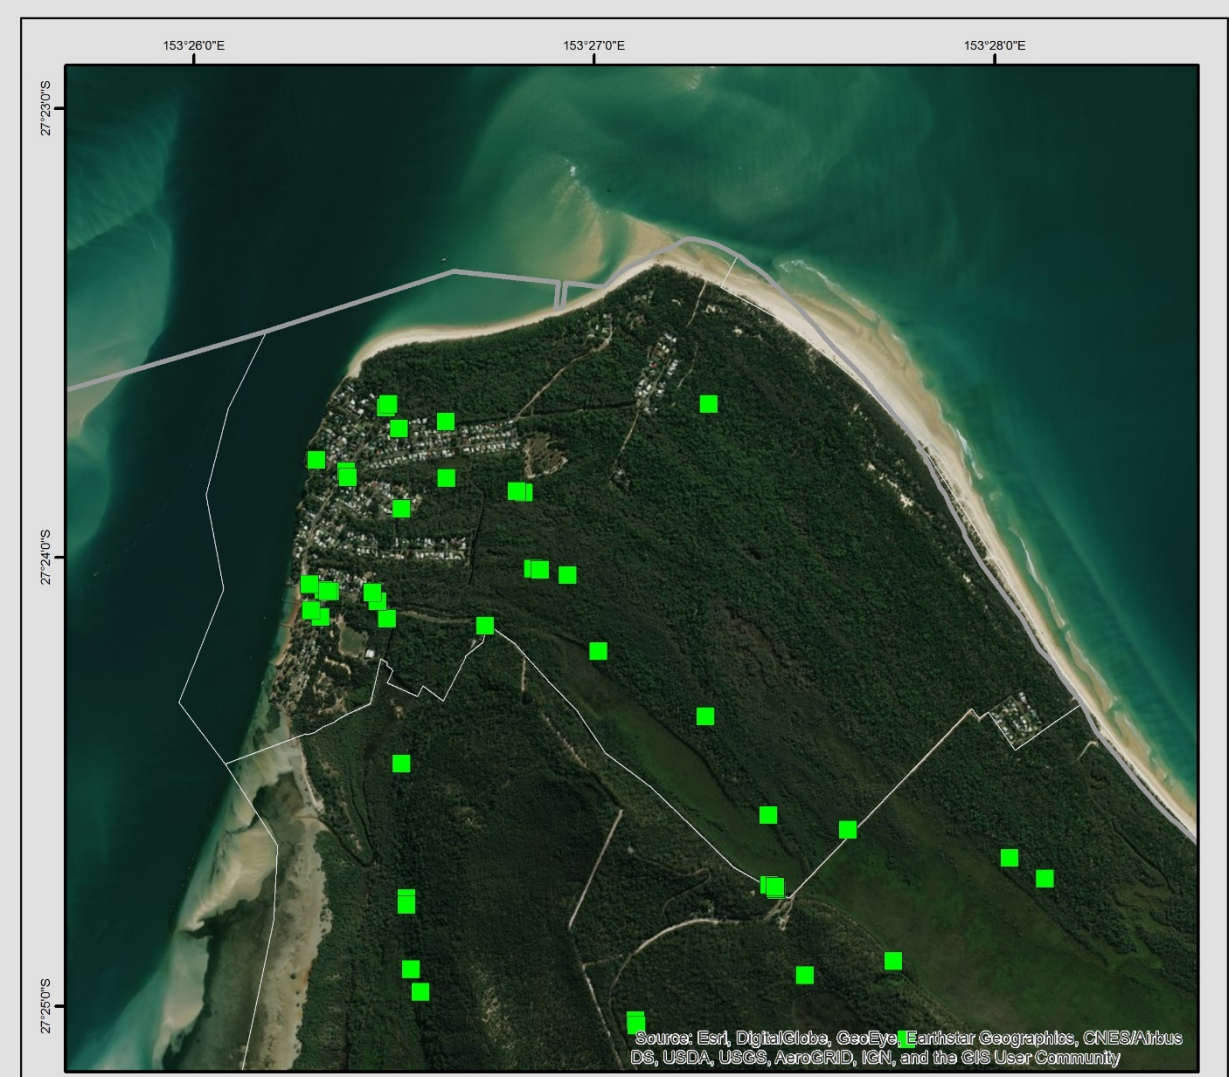 153°26'0"E 153°27'0"E 153°28'0"E
27°23'0"S
27°24'0"S
27°25'0"S
Source: Esri, DigitalGlobe, GeoEye, Earthstar Geographics, CNES/Airbus
DS, USDA, USGS, AeroGRID, IGN, and the GIS User Community